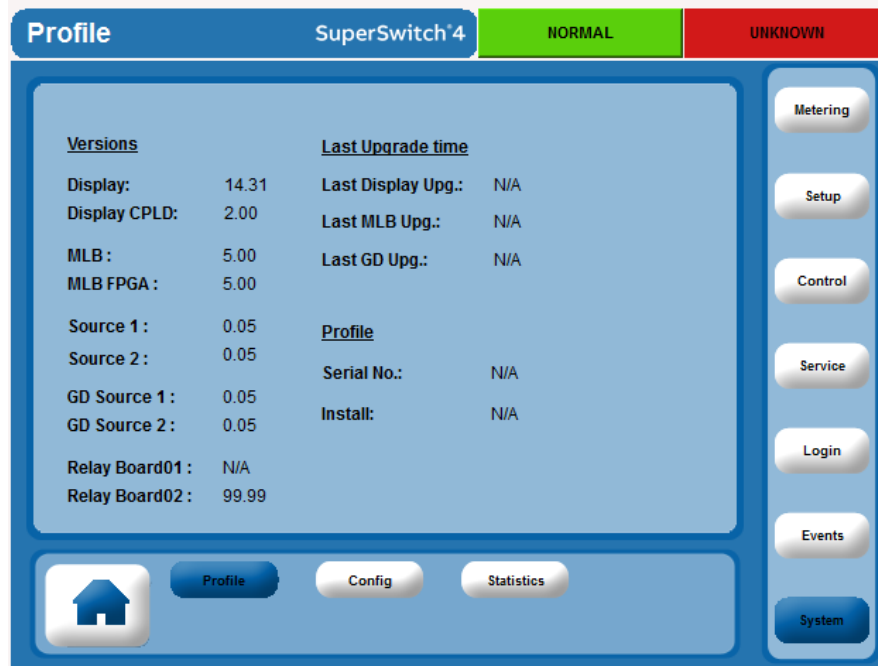 Profile SuperSwitch®4 NORMAL UNKNOWN
Versions
Display: 14.31
Display CPLD: 2.00
MLB : 5.00
MLB FPGA : 5.00
Source 1 : 0.05
Source 2 : 0.05
GD Source 1 : 0.05
GD Source 2 : 0.05
Relay Board01 : N/A
Relay Board02 : 99.99
Last Upgrade time
Last Display Upg.: N/A
Last MLB Upg.: N/A
Last GD Upg.: N/A
Profile
Serial No.: N/A
Install: N/A
Metering
Setup
Control
Service
Login
Events
System
Profile Config Statistics